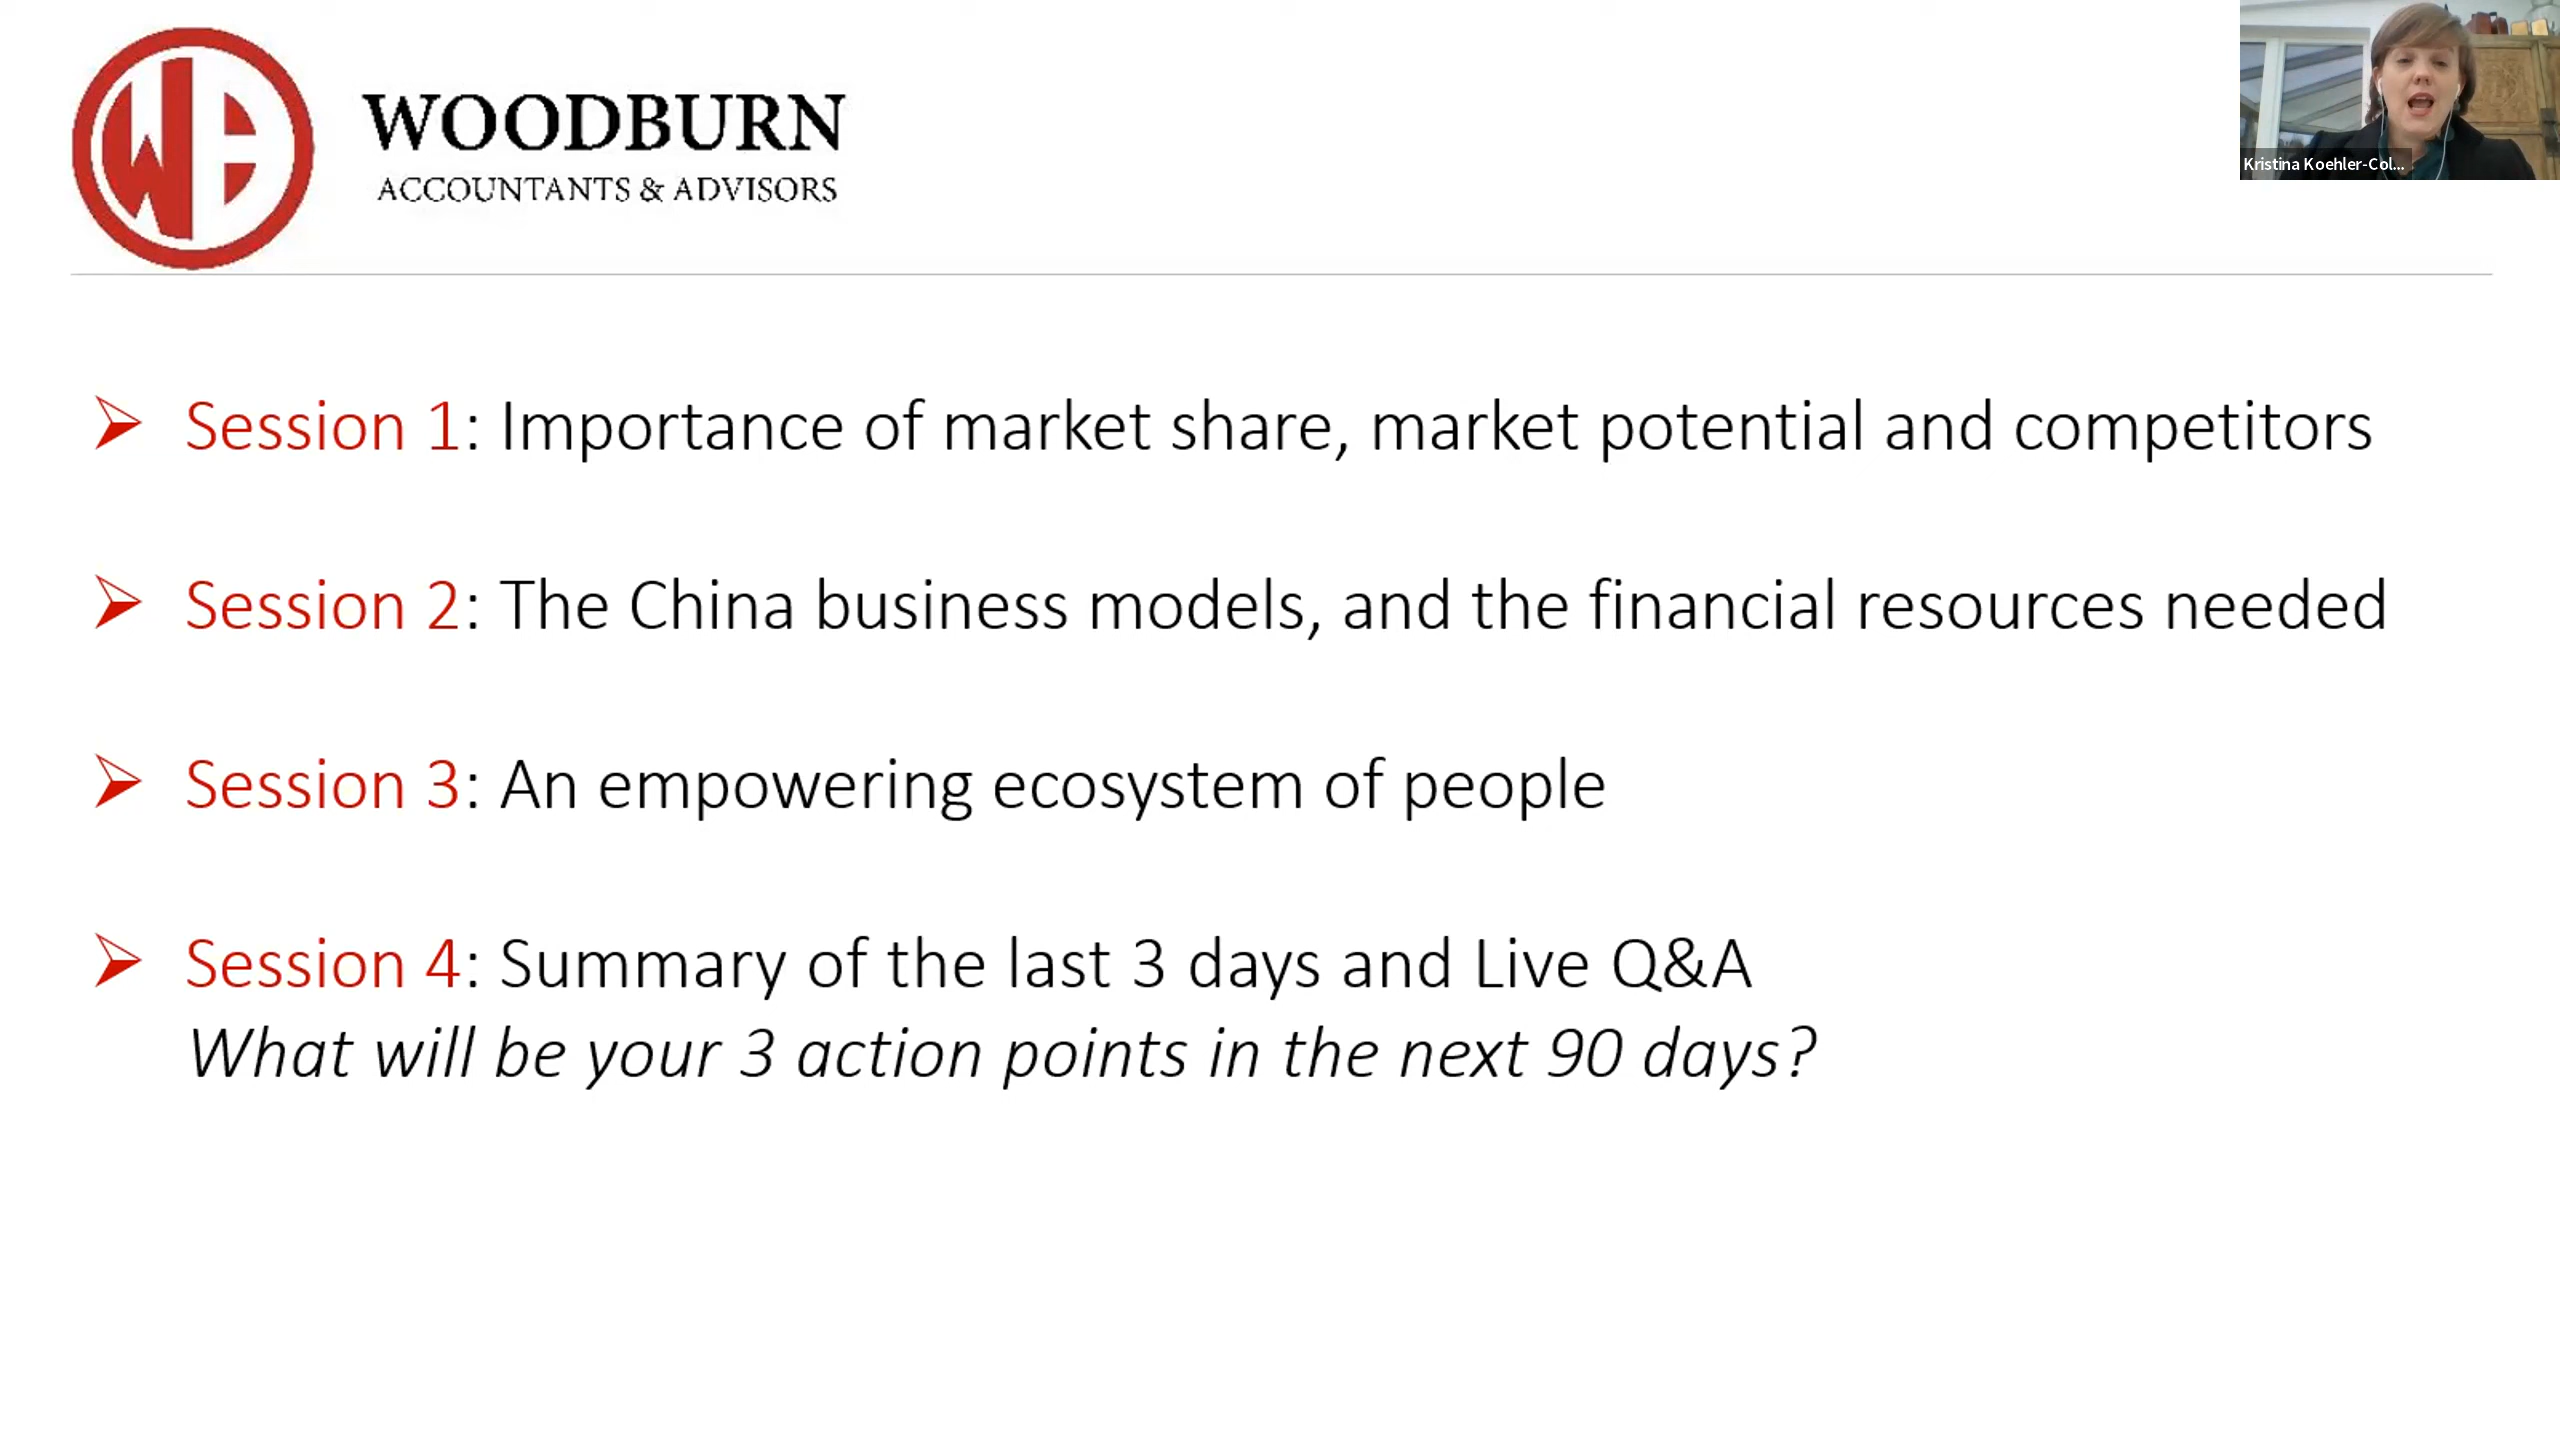 WOODBURN
ACCOUNTANTS & ADVISORS
Kristina Koehler-Col...
Session 1: Importance of market share, market potential and competitors
Session 2: The China business models, and the financial resources needed
Session 3: An empowering ecosystem of people
Session 4: Summary of the last 3 days and Live Q&A
What will be your 3 action points in the next 90 days?